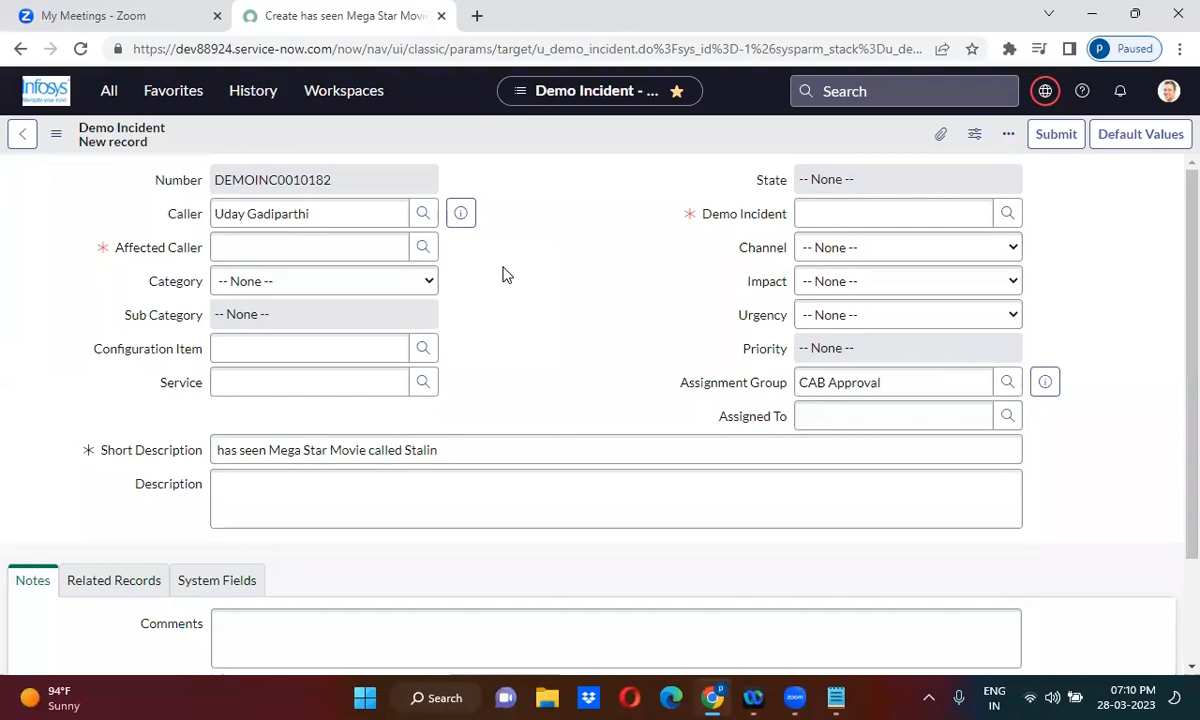 My Meetings - Zoom
Create has seen Mega Star Movi
https://dev88924.service-now.com/now/nav/ui/classic/params/target/u_demo_incident.do%3Fsys_id%3D-1%26sysparm_stack%3Du_de...
P Paused
Infosys
All Favorites History Workspaces
Demo Incident - ...
Search
Demo Incident
New record
Submit
Default Values
Number DEMOINC0010182
State -- None --
Caller Uday Gadiparthi
Demo Incident
Affected Caller
Channel -- None --
Category -- None --
Impact -- None --
Sub Category -- None --
Urgency -- None --
Configuration Item
Priority -- None --
Service
Assignment Group CAB Approval
Assigned To
Short Description has seen Mega Star Movie called Stalin
Description
Notes Related Records System Fields
Comments
94°F
Sunny
Search
ENG
IN
07:10 PM
28-03-2023